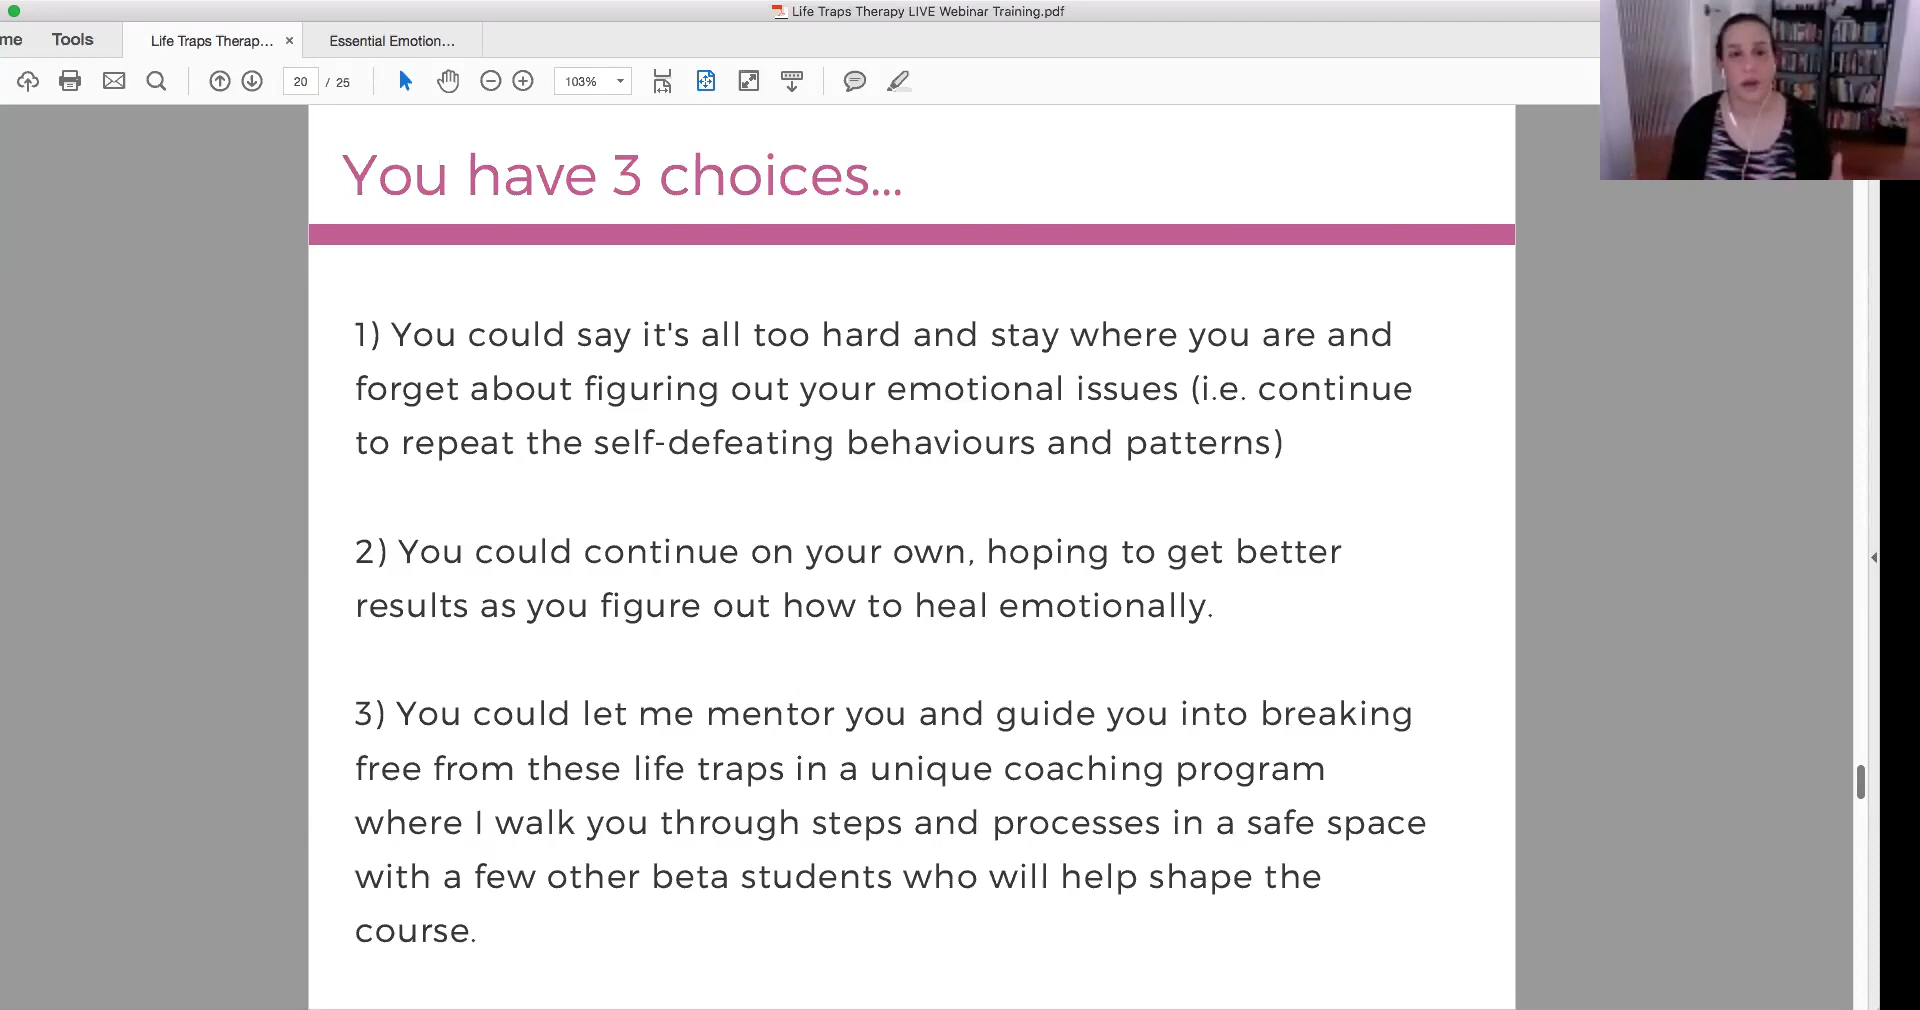 Life Traps Therapy LIVE Webinar Training.pdf
me Tools Life Traps Therap... × Essential Emotion...
20 / 25 103%
You have 3 choices...
1) You could say it's all too hard and stay where you are and
forget about figuring out your emotional issues (i.e. continue
to repeat the self-defeating behaviours and patterns)
2) You could continue on your own, hoping to get better
results as you figure out how to heal emotionally.
3) You could let me mentor you and guide you into breaking
free from these life traps in a unique coaching program
where I walk you through steps and processes in a safe space
with a few other beta students who will help shape the
course.